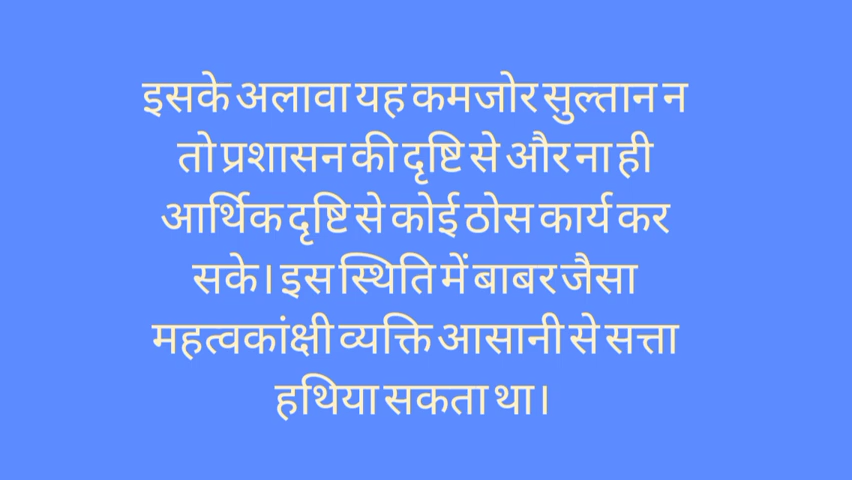 इसके अलावा यह कमजोर सुल्तान न
तो प्रशासन की दृष्टि से और ना ही
आर्थिक दृष्टि से कोई ठोस कार्य कर
सके। इस स्थिति में बाबर जैसा
महत्वकांक्षी व्यक्ति आसानी से सत्ता
हथिया सकता था।